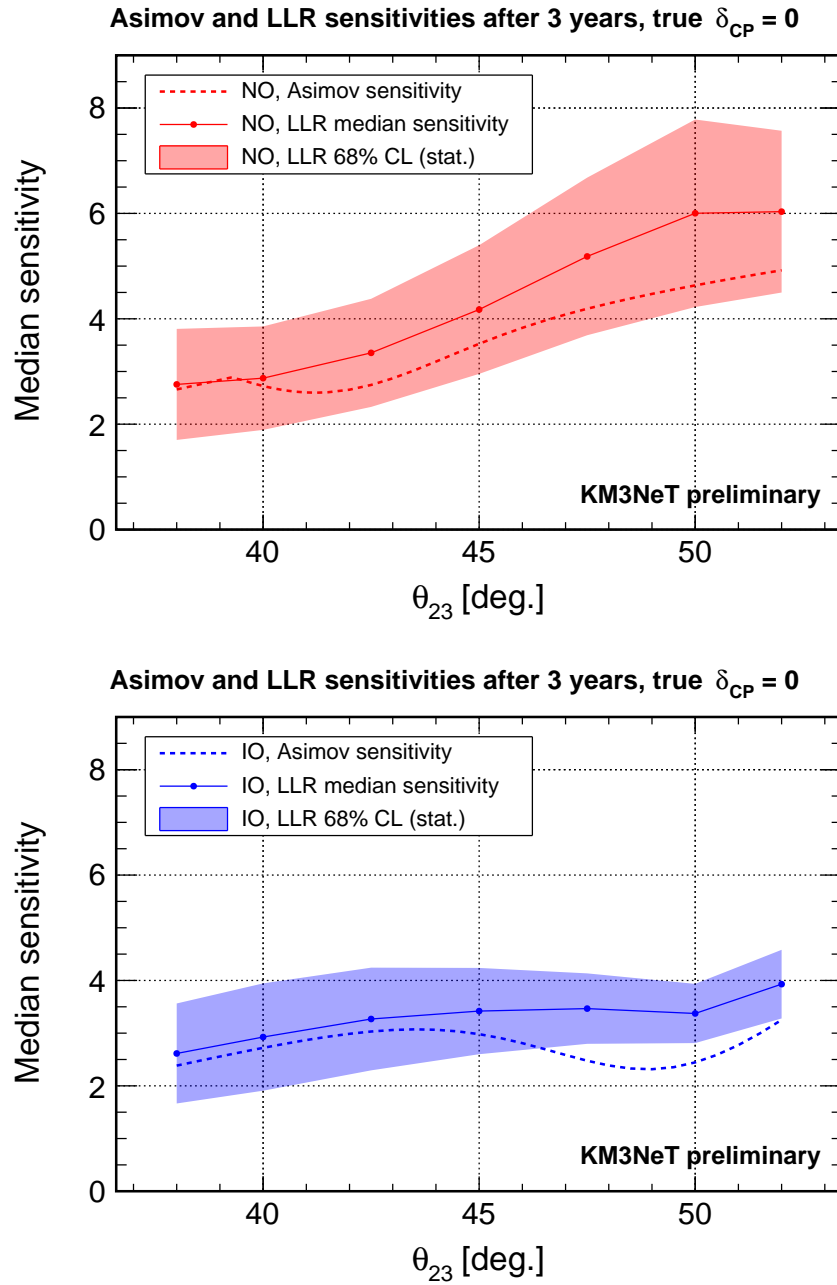 Asimov and LLR sensitivities after 3 years, true δCP = 0
NO, Asimov sensitivity
NO, LLR median sensitivity
NO, LLR 68% CL (stat.)
Median sensitivity
8
6
4
2
0
KM3NeT preliminary
40 45 50
θ23 [deg.]
Asimov and LLR sensitivities after 3 years, true δCP = 0
IO, Asimov sensitivity
IO, LLR median sensitivity
IO, LLR 68% CL (stat.)
Median sensitivity
8
6
4
2
0
KM3NeT preliminary
40 45 50
θ23 [deg.]